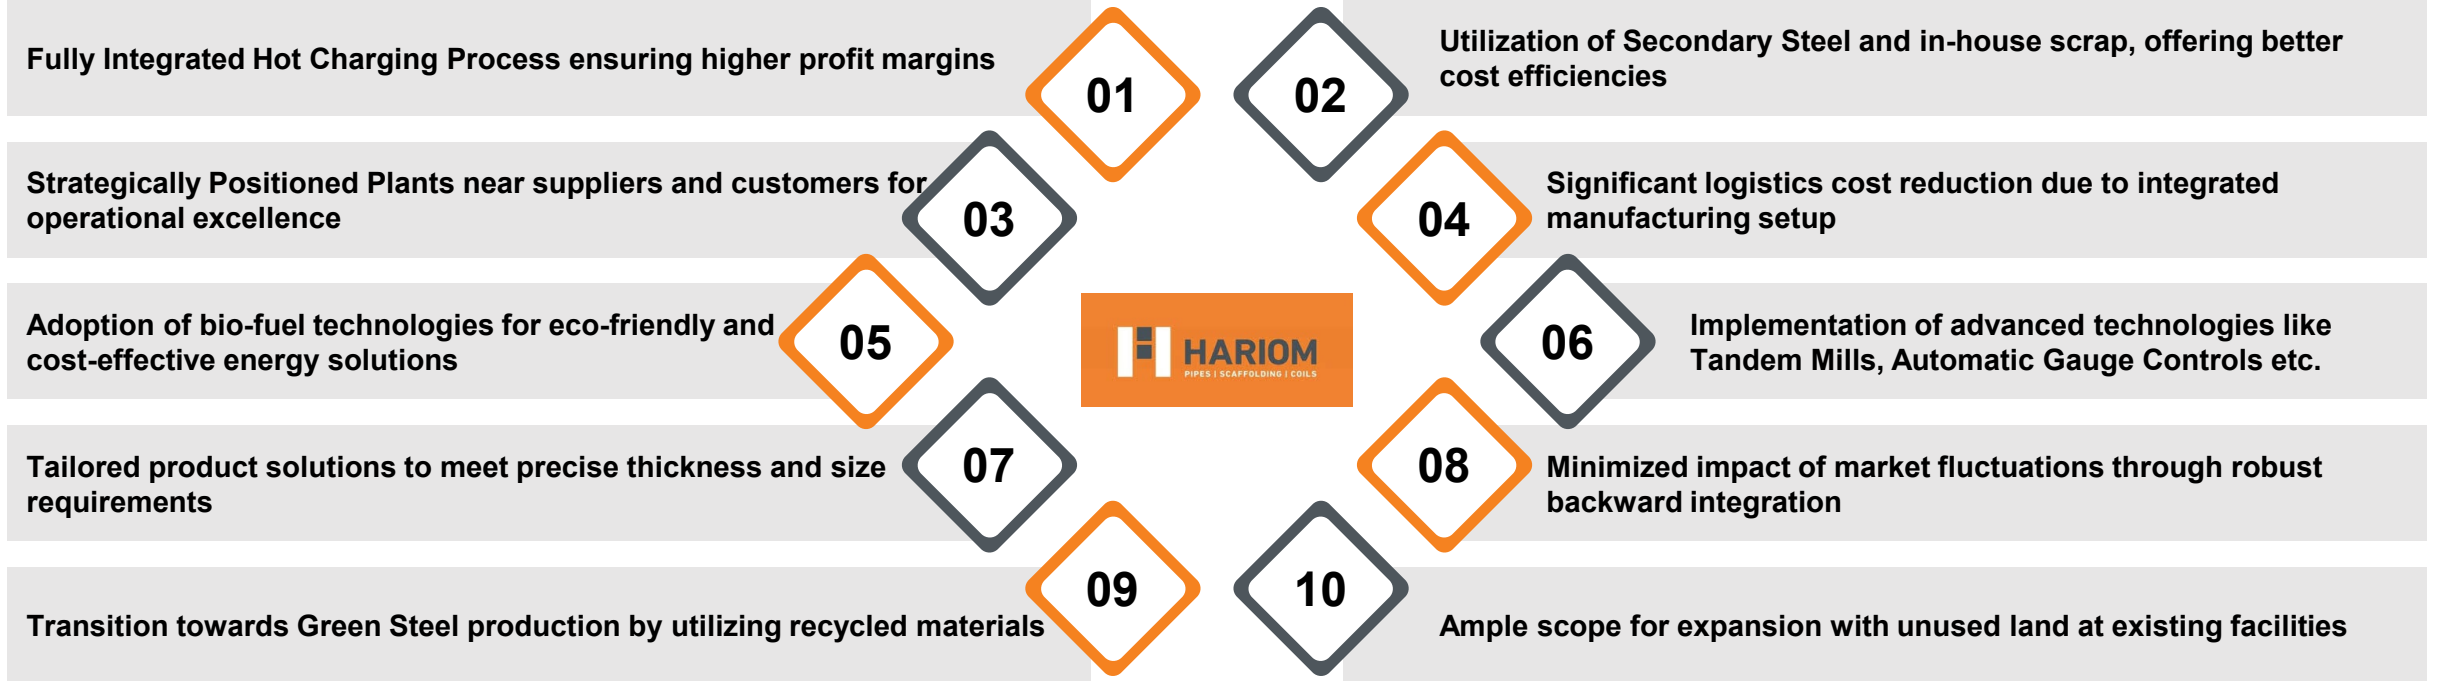 Fully Integrated Hot Charging Process ensuring higher profit margins
01
02
Utilization of Secondary Steel and in-house scrap, offering better
cost efficiencies
Strategically Positioned Plants near suppliers and customers for
operational excellence
03
04
Significant logistics cost reduction due to integrated
manufacturing setup
Adoption of bio-fuel technologies for eco-friendly and
cost-effective energy solutions
05
HARIOM
PIPES | SCAFFOLDING | COILS
06
Implementation of advanced technologies like
Tandem Mills, Automatic Gauge Controls etc.
Tailored product solutions to meet precise thickness and size
requirements
07
08
Minimized impact of market fluctuations through robust
backward integration
Transition towards Green Steel production by utilizing recycled materials
09
10
Ample scope for expansion with unused land at existing facilities